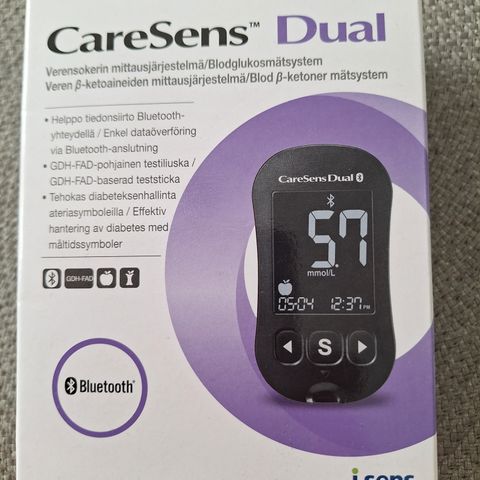 CareSens™ Dual
Verensokerin mittausjärjestelmä/Blodglukosmätsystem
Veren β-ketoaineiden mittausjärjestelmä/Blod β-ketoner mätsystem
• Helppo tiedonsiirto Bluetooth-
yhteydellä / Enkel dataöverföring
via Bluetooth-anslutning
• GDH-FAD-pohjainen testiliuska /
GDH-FAD-baserad teststicka
• Tehokas diabeteksenhallinta
ateriasymboleilla / Effektiv
hantering av diabetes med
måltidssymboler
GDH-FAD
Bluetooth®
CareSens Dual
5.7
mmol/L
05-04 12:37 PM
S
i-sens